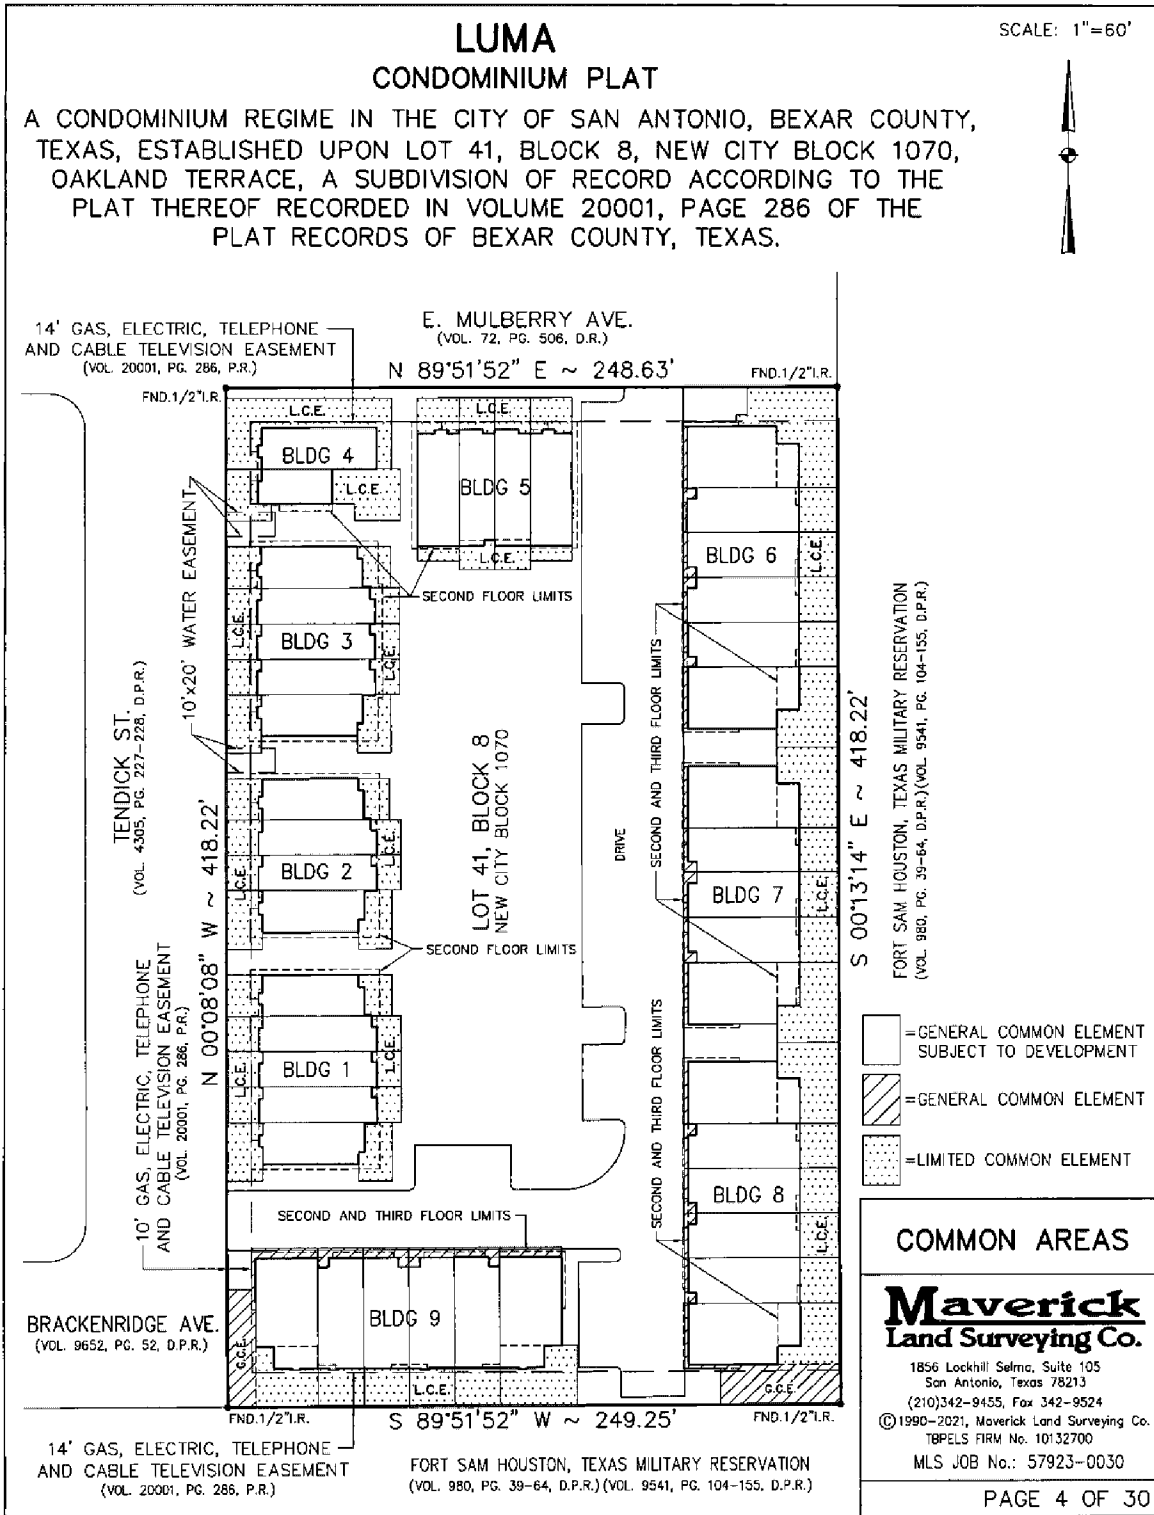 LUMA
CONDOMINIUM PLAT
SCALE: 1"=60'
A CONDOMINIUM REGIME IN THE CITY OF SAN ANTONIO, BEXAR COUNTY,
TEXAS, ESTABLISHED UPON LOT 41, BLOCK 8, NEW CITY BLOCK 1070,
OAKLAND TERRACE, A SUBDIVISION OF RECORD ACCORDING TO THE
PLAT THEREOF RECORDED IN VOLUME 20001, PAGE 286 OF THE
PLAT RECORDS OF BEXAR COUNTY, TEXAS.
14' GAS, ELECTRIC, TELEPHONE
AND CABLE TELEVISION EASEMENT
(VOL. 20001, PG. 286, P.R.)
E. MULBERRY AVE.
(VOL. 72, PG. 506, D.R.)
N 89°51'52" E ~ 248.63'
FND.1/2"I.R.
FND.1/2"I.R.
L.C.E.
BLDG 4
L.C.E.
L.C.E.
BLDG 5
L.C.E.
BLDG 6
L.C.E.
10'x20' WATER EASEMENT
SECOND FLOOR LIMITS
L.C.E.
BLDG 3
L.C.E.
TENDICK ST.
(VOL. 4305, PG. 227-228, D.P.R.)
N 00°08'08" W ~ 418.22'
LOT 41, BLOCK 8
NEW CITY BLOCK 1070
DRIVE
SECOND AND THIRD FLOOR LIMITS
S 00°13'14" E ~ 418.22'
FORT SAM HOUSTON, TEXAS MILITARY RESERVATION
(VOL. 980, PG. 39-64, D.P.R.)(VOL. 9541, PG. 104-155, D.P.R.)
L.C.E.
BLDG 2
L.C.E.
BLDG 7
L.C.E.
SECOND FLOOR LIMITS
10' GAS, ELECTRIC, TELEPHONE
AND CABLE TELEVISION EASEMENT
(VOL. 20001, PG. 286, P.R.)
L.C.E.
BLDG 1
L.C.E.
SECOND AND THIRD FLOOR LIMITS
=GENERAL COMMON ELEMENT
SUBJECT TO DEVELOPMENT
=GENERAL COMMON ELEMENT
=LIMITED COMMON ELEMENT
BLDG 8
L.C.E.
SECOND AND THIRD FLOOR LIMITS
BRACKENRIDGE AVE.
(VOL. 9652, PG. 52, D.P.R.)
G.C.E.
BLDG 9
L.C.E.
G.C.E.
FND.1/2"I.R.
S 89°51'52" W ~ 249.25'
FND.1/2"I.R.
14' GAS, ELECTRIC, TELEPHONE
AND CABLE TELEVISION EASEMENT
(VOL. 20001, PG. 286, P.R.)
FORT SAM HOUSTON, TEXAS MILITARY RESERVATION
(VOL. 980, PG. 39-64, D.P.R.)(VOL. 9541, PG. 104-155, D.P.R.)
COMMON AREAS
Maverick
Land Surveying Co.
1856 Lockhill Selma, Suite 105
San Antonio, Texas 78213
(210)342-9455, Fax 342-9524
©1990-2021, Maverick Land Surveying Co.
TBPELS FIRM No. 10132700
MLS JOB No.: 57923-0030
PAGE 4 OF 30